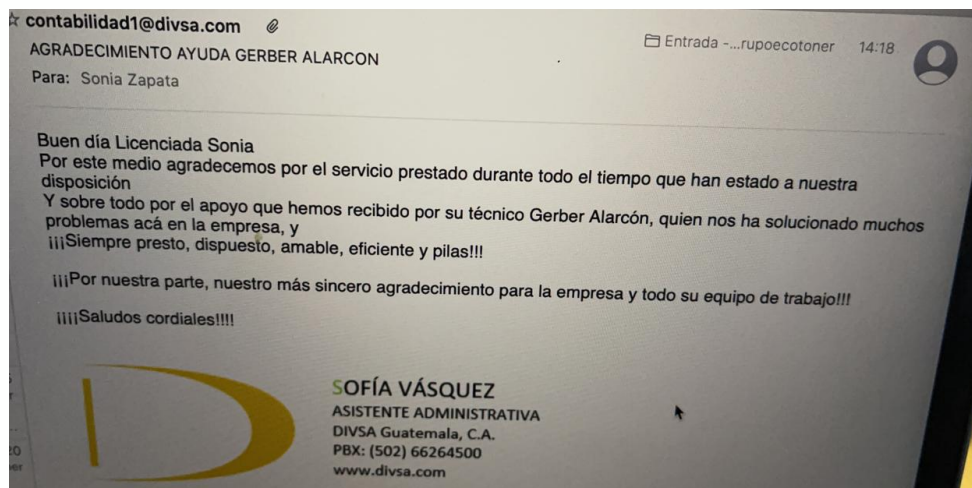 contabilidad1@divsa.com
Entrada -...rupoecotoner 14:18
AGRADECIMIENTO AYUDA GERBER ALARCON
Para: Sonia Zapata
Buen día Licenciada Sonia
Por este medio agradecemos por el servicio prestado durante todo el tiempo que han estado a nuestra
disposición
Y sobre todo por el apoyo que hemos recibido por su técnico Gerber Alarcón, quien nos ha solucionado muchos
problemas acá en la empresa, y
¡¡¡Siempre presto, dispuesto, amable, eficiente y pilas!!!
¡¡¡Por nuestra parte, nuestro más sincero agradecimiento para la empresa y todo su equipo de trabajo!!!
¡¡¡¡Saludos cordiales!!!!
SOFÍA VÁSQUEZ
ASISTENTE ADMINISTRATIVA
DIVSA Guatemala, C.A.
PBX: (502) 66264500
www.divsa.com